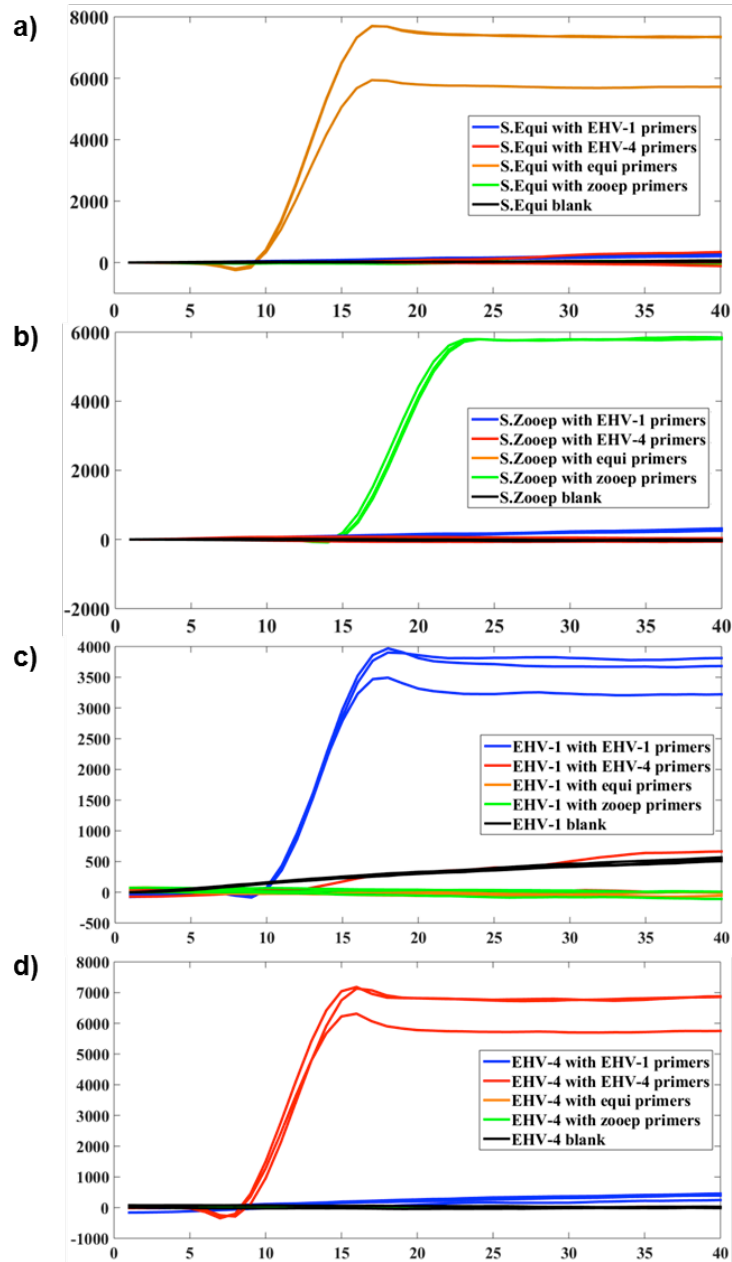 a)
8000
6000
4000
2000
0
S.Equi with EHV-1 primers
S.Equi with EHV-4 primers
S.Equi with equi primers
S.Equi with zooep primers
S.Equi blank
0 5 10 15 20 25 30 35 40
b)
6000
4000
2000
0
-2000
S.Zooep with EHV-1 primers
S.Zooep with EHV-4 primers
S.Zooep with equi primers
S.Zooep with zooep primers
S.Zooep blank
0 5 10 15 20 25 30 35 40
c)
4000
3500
3000
2500
2000
1500
1000
500
0
-500
EHV-1 with EHV-1 primers
EHV-1 with EHV-4 primers
EHV-1 with equi primers
EHV-1 with zooep primers
EHV-1 blank
0 5 10 15 20 25 30 35 40
d)
8000
7000
6000
5000
4000
3000
2000
1000
0
-1000
EHV-4 with EHV-1 primers
EHV-4 with EHV-4 primers
EHV-4 with equi primers
EHV-4 with zooep primers
EHV-4 blank
0 5 10 15 20 25 30 35 40